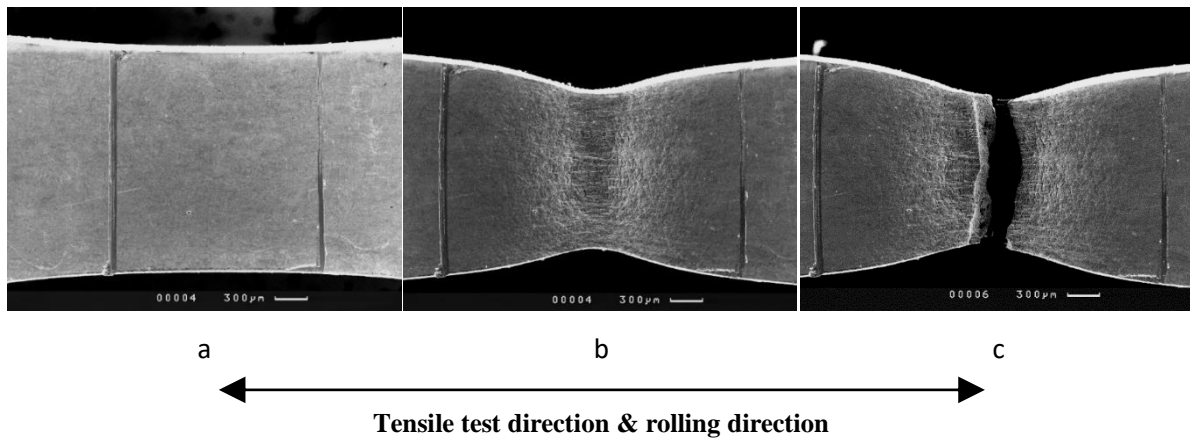 00004 300µm
00004 300µm
00006 300µm
a
b
c
Tensile test direction & rolling direction